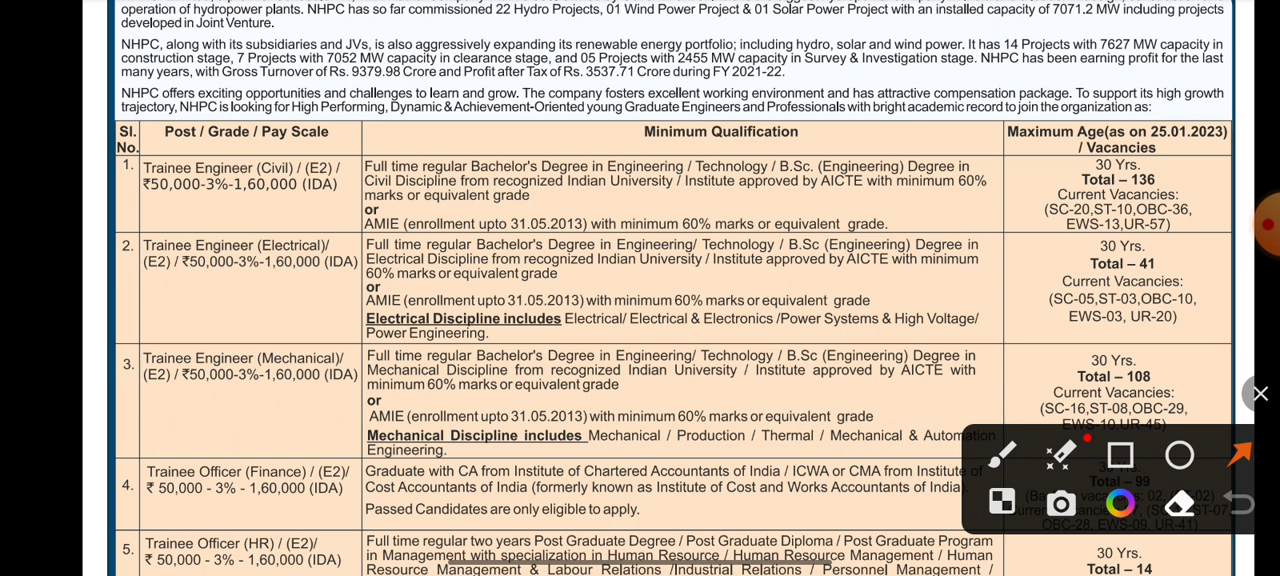 operation of hydropower plants. NHPC has so far commissioned 22 Hydro Projects, 01 Wind Power Project & 01 Solar Power Project with an installed capacity of 7071.2 MW including projects
developed in Joint Venture.
NHPC, along with its subsidiaries and JVs, is also aggressively expanding its renewable energy portfolio; including hydro, solar and wind power. It has 14 Projects with 7627 MW capacity in
construction stage, 7 Projects with 7052 MW capacity in clearance stage, and 05 Projects with 2455 MW capacity in Survey & Investigation stage. NHPC has been earning profit for the last
many years, with Gross Turnover of Rs. 9379.98 Crore and Profit after Tax of Rs. 3537.71 Crore during FY 2021-22.
NHPC offers exciting opportunities and challenges to learn and grow. The company fosters excellent working environment and has attractive compensation package. To support its high growth
trajectory, NHPC is looking for High Performing, Dynamic & Achievement-Oriented young Graduate Engineers and Professionals with bright academic record to join the organization as:
Sl. No. Post / Grade / Pay Scale Minimum Qualification Maximum Age(as on 25.01.2023) / Vacancies
1. Trainee Engineer (Civil) / (E2) /
₹50,000-3%-1,60,000 (IDA)
Full time regular Bachelor's Degree in Engineering / Technology / B.Sc. (Engineering) Degree in
Civil Discipline from recognized Indian University / Institute approved by AICTE with minimum 60%
marks or equivalent grade
or
AMIE (enrollment upto 31.05.2013) with minimum 60% marks or equivalent grade.
30 Yrs.
Total – 136
Current Vacancies:
(SC-20,ST-10,OBC-36,
EWS-13,UR-57)
2. Trainee Engineer (Electrical)/
(E2) / ₹50,000-3%-1,60,000 (IDA)
Full time regular Bachelor's Degree in Engineering/ Technology / B.Sc (Engineering) Degree in
Electrical Discipline from recognized Indian University / Institute approved by AICTE with minimum
60% marks or equivalent grade
or
AMIE (enrollment upto 31.05.2013) with minimum 60% marks or equivalent grade
Electrical Discipline includes Electrical/ Electrical & Electronics /Power Systems & High Voltage/
Power Engineering.
30 Yrs.
Total – 41
Current Vacancies:
(SC-05,ST-03,OBC-10,
EWS-03, UR-20)
3. Trainee Engineer (Mechanical)/
(E2) / ₹50,000-3%-1,60,000 (IDA)
Full time regular Bachelor's Degree in Engineering/ Technology / B.Sc (Engineering) Degree in
Mechanical Discipline from recognized Indian University / Institute approved by AICTE with
minimum 60% marks or equivalent grade
or
AMIE (enrollment upto 31.05.2013) with minimum 60% marks or equivalent grade
Mechanical Discipline includes Mechanical / Production / Thermal / Mechanical & Automation
Engineering.
30 Yrs.
Total – 108
Current Vacancies:
(SC-16,ST-08,OBC-29,
EWS-10,UR-45)
4. Trainee Officer (Finance) / (E2)/
₹ 50,000 - 3% - 1,60,000 (IDA)
Graduate with CA from Institute of Chartered Accountants of India / ICWA or CMA from Institute of
Cost Accountants of India (formerly known as Institute of Cost and Works Accountants of India).
Passed Candidates are only eligible to apply.
Total – 99
OBC-28, EWS-09, UR-41)
5. Trainee Officer (HR) / (E2)/
₹ 50,000 - 3% - 1,60,000 (IDA)
Full time regular two years Post Graduate Degree / Post Graduate Diploma / Post Graduate Program
in Management with specialization in Human Resource / Human Resource Management / Human
Resource Management & Labour Relations /Industrial Relations / Personnel Management /
30 Yrs.
Total – 14